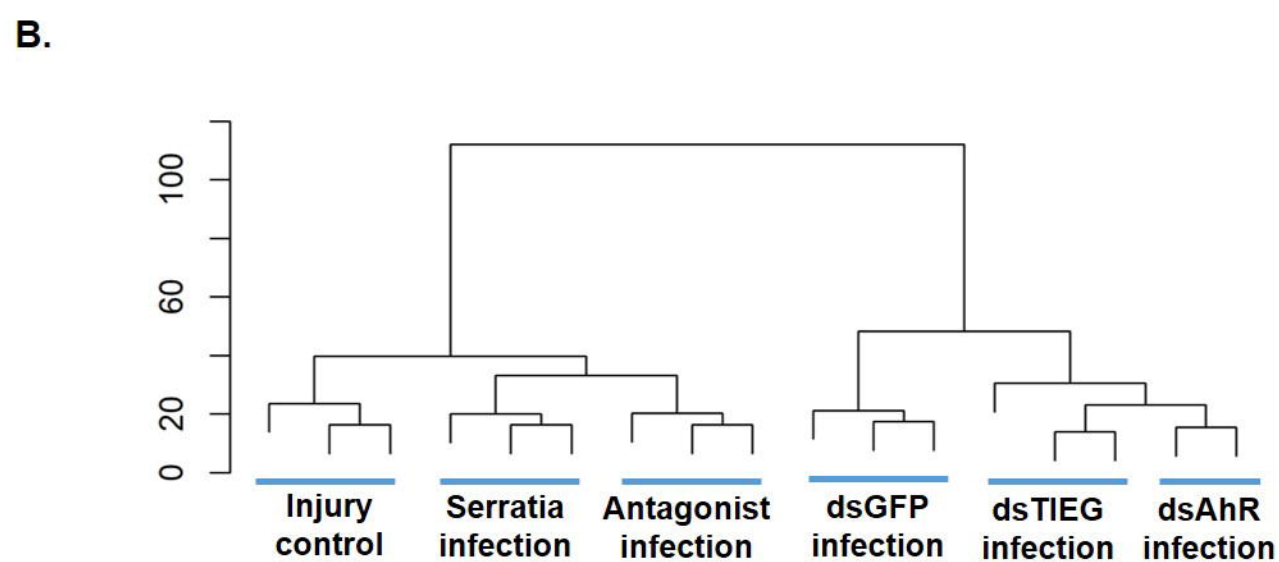 B.
100
60
20
0
Injury control
Serratia infection
Antagonist infection
dsGFP infection
dsTIEG infection
dsAhR infection